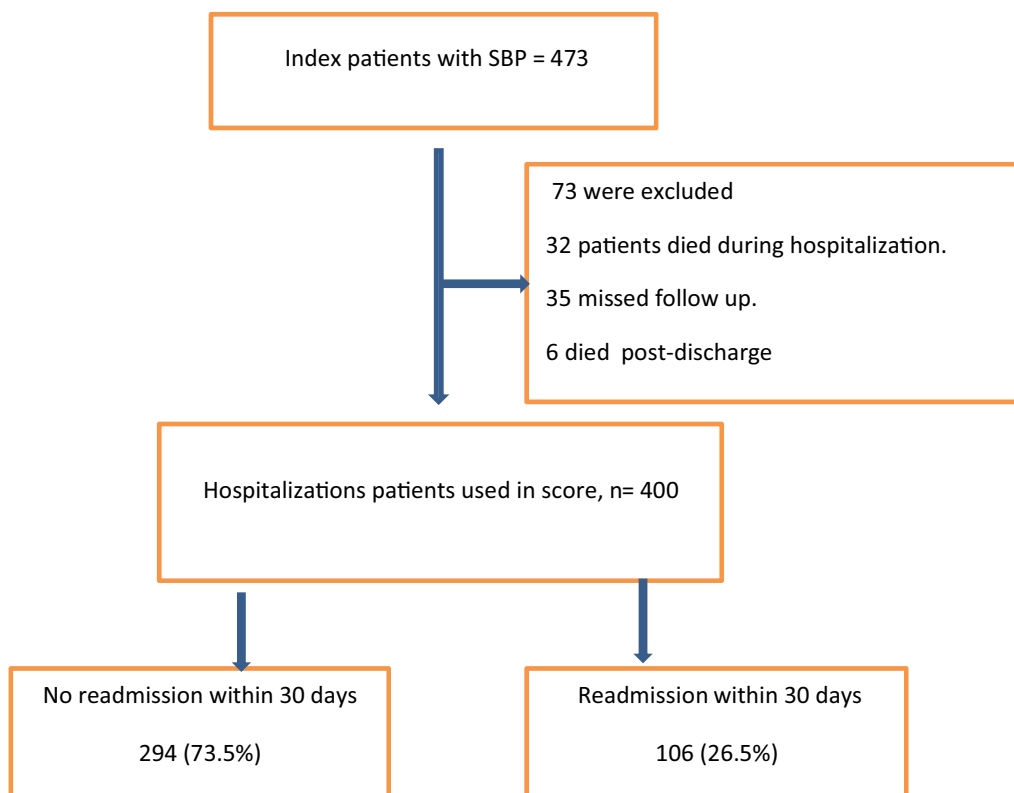 Index patients with SBP = 473
73 were excluded
32 patients died during hospitalization.
35 missed follow up.
6 died post-discharge
Hospitalizations patients used in score, n= 400
No readmission within 30 days
294 (73.5%)
Readmission within 30 days
106 (26.5%)